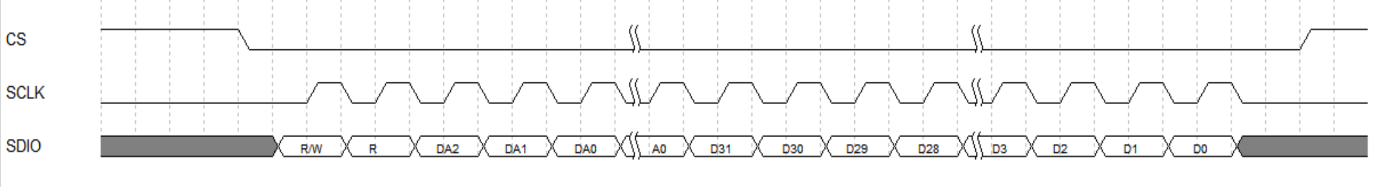 CS
SCLK
SDIO R/W R DA2 DA1 DA0 A0 D31 D30 D29 D28 D3 D2 D1 D0